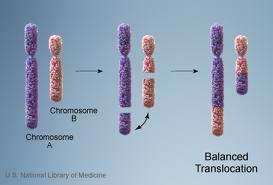 Chromosome
B
Chromosome
A
Balanced
Translocation
U.S. National Library of Medicine